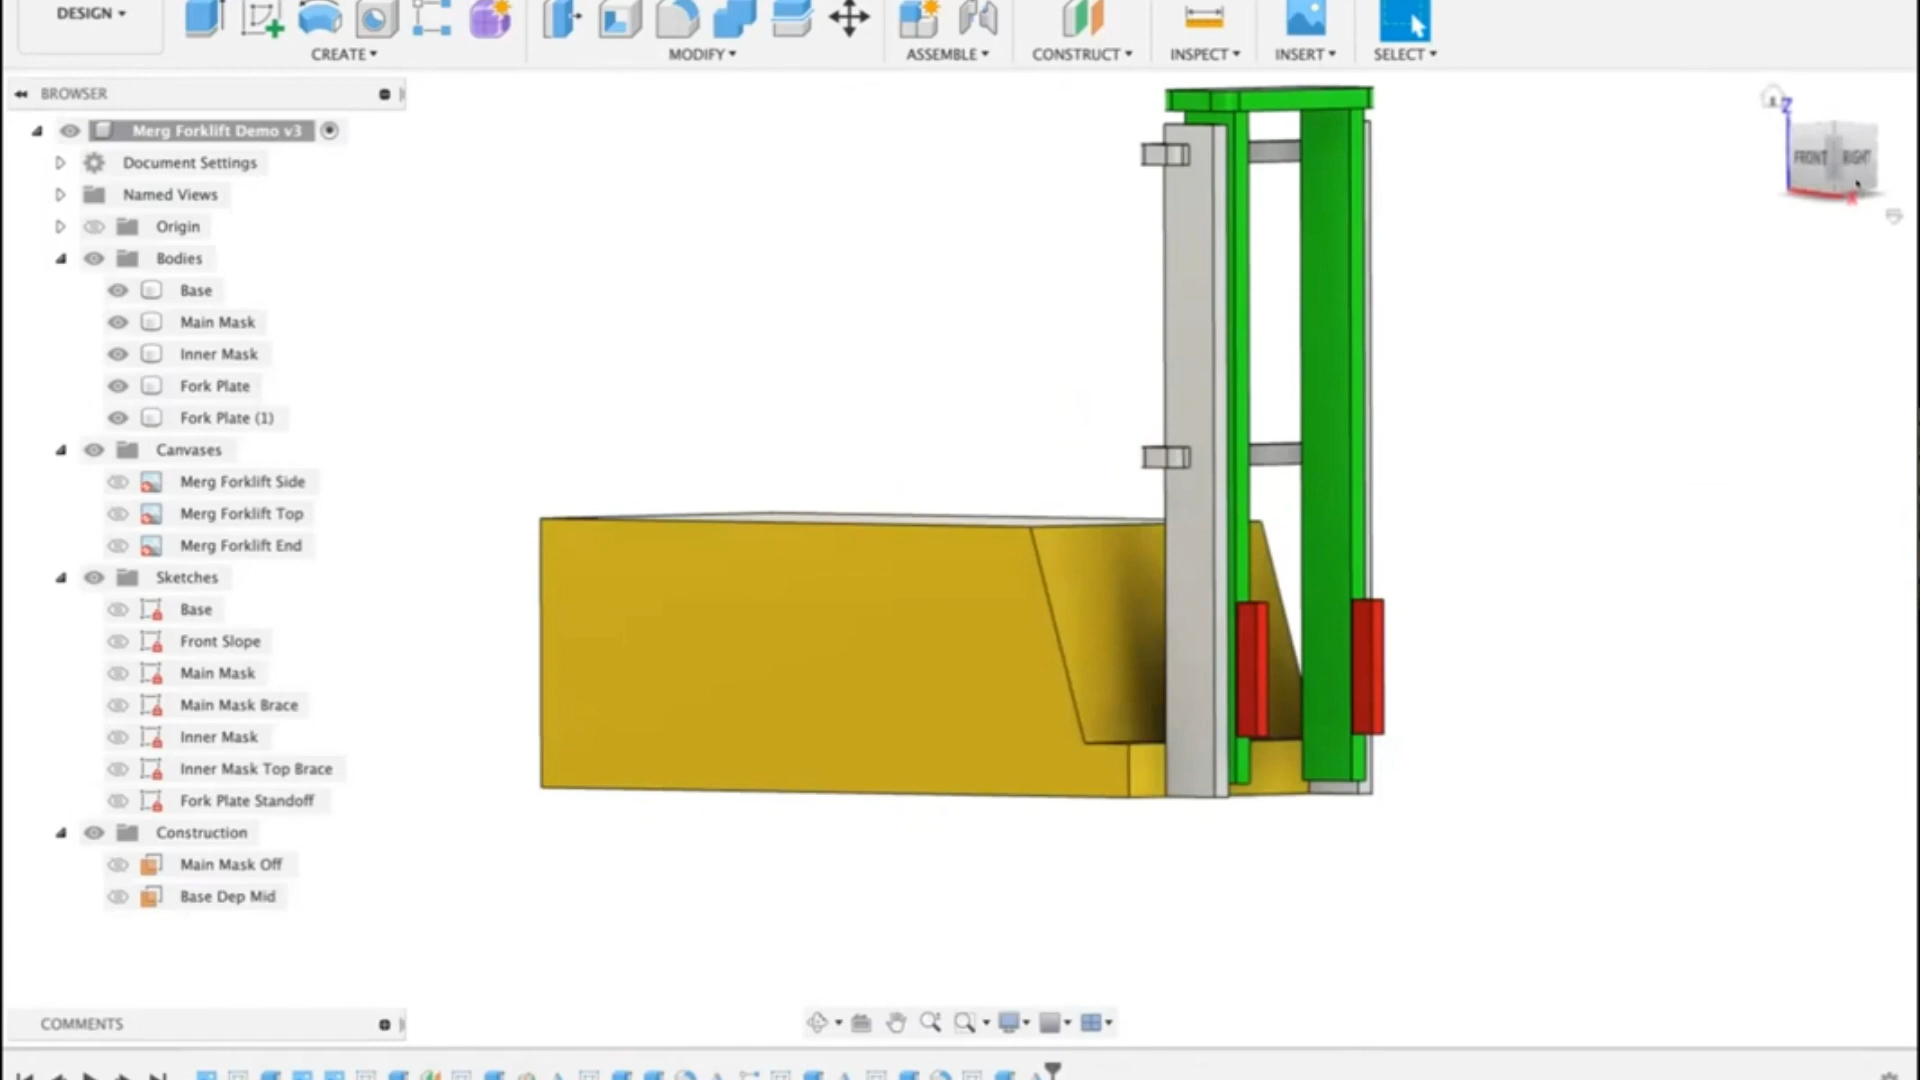 DESIGN
CREATE MODIFY ASSEMBLE CONSTRUCT INSPECT INSERT SELECT
BROWSER
Merg Forklift Demo v3
Document Settings
Named Views
Origin
Bodies
Base
Main Mask
Inner Mask
Fork Plate
Fork Plate (1)
Canvases
Merg Forklift Side
Merg Forklift Top
Merg Forklift End
Sketches
Base
Front Slope
Main Mask
Main Mask Brace
Inner Mask
Inner Mask Top Brace
Fork Plate Standoff
Construction
Main Mask Off
Base Dep Mid
COMMENTS
Z
FRONT RIGHT
X